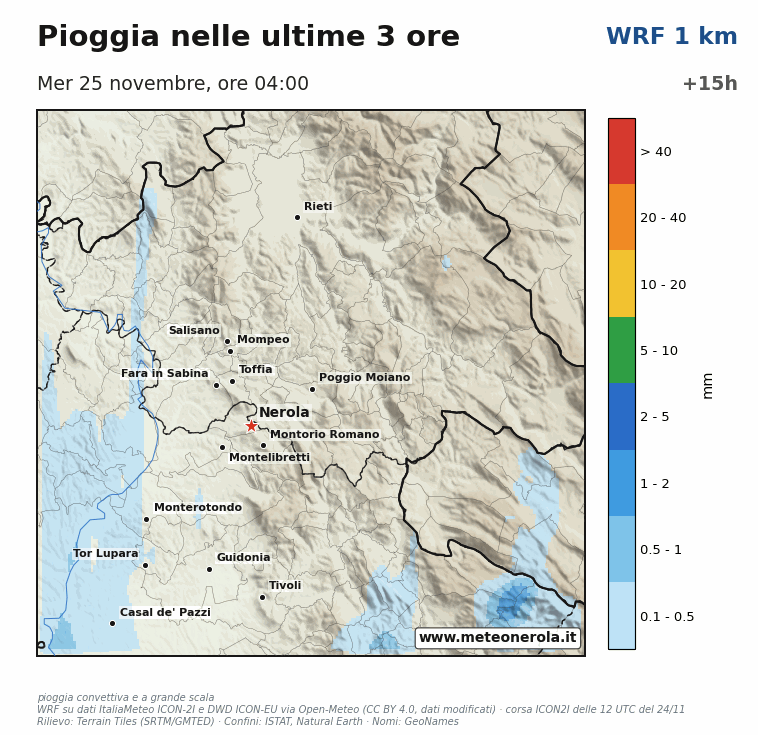 Pioggia nelle ultime 3 ore
WRF 1 km
Mer 25 novembre, ore 04:00
+15h
Rieti
Salisano
Mompeo
Toffia
Fara in Sabina
Poggio Moiano
Nerola
Montorio Romano
Montelibretti
Monterotondo
Tor Lupara
Guidonia
Tivoli
Casal de' Pazzi
www.meteonerola.it
> 40
20 - 40
10 - 20
5 - 10
2 - 5
1 - 2
0.5 - 1
0.1 - 0.5
mm
pioggia convettiva e a grande scala
WRF su dati ItaliaMeteo ICON-2I e DWD ICON-EU via Open-Meteo (CC BY 4.0, dati modificati) · corsa ICON2I delle 12 UTC del 24/11
Rilievo: Terrain Tiles (SRTM/GMTED) · Confini: ISTAT, Natural Earth · Nomi: GeoNames